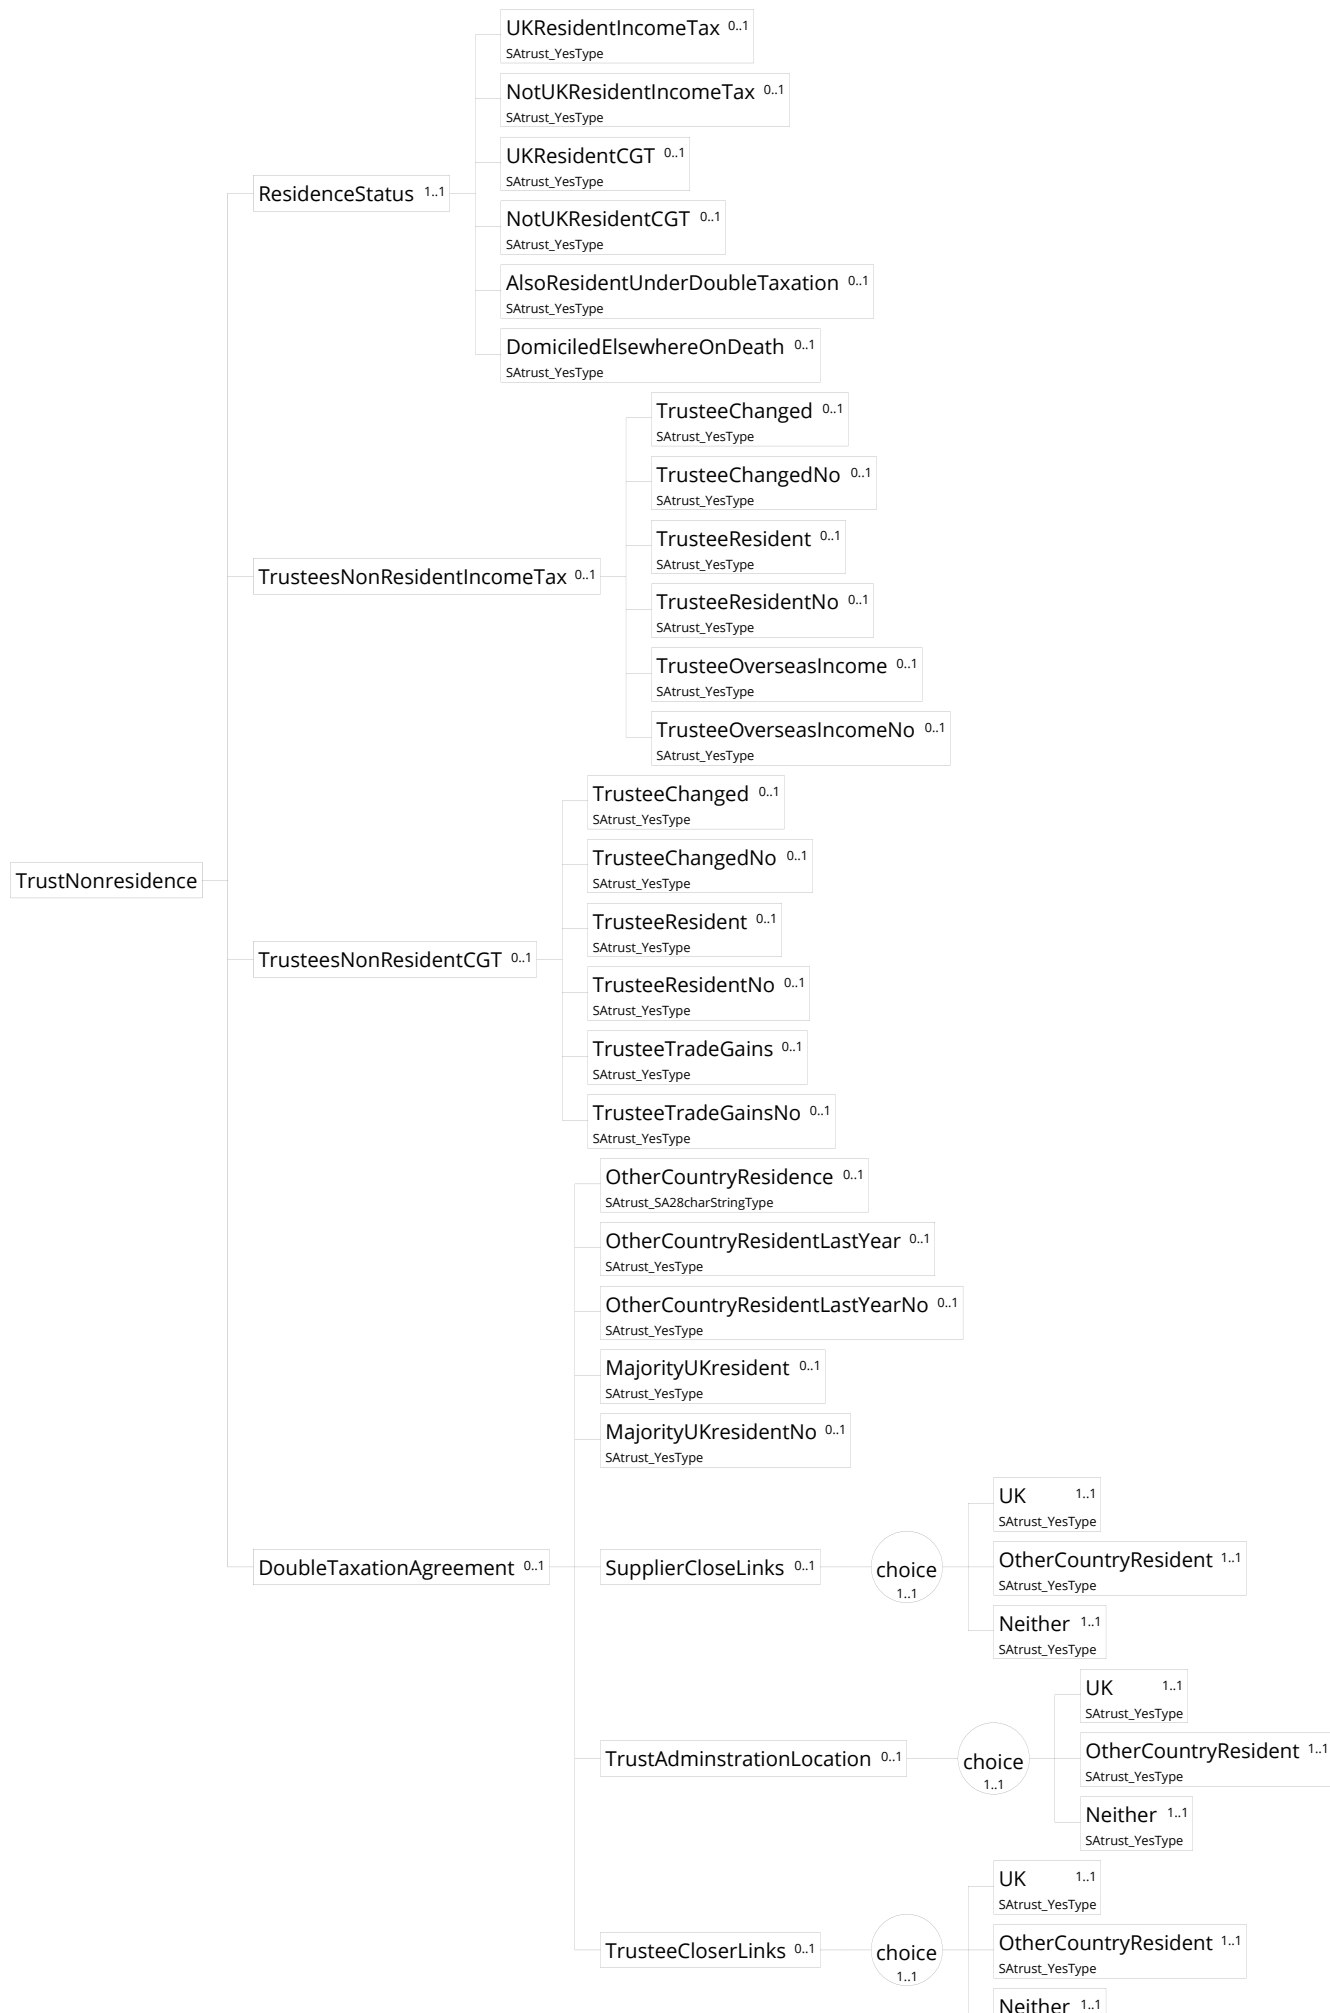 UKResidentIncomeTax 0..1
SAtrust_YesType
NotUKResidentIncomeTax 0..1
SAtrust_YesType
UKResidentCGT 0..1
SAtrust_YesType
ResidenceStatus 1..1
NotUKResidentCGT 0..1
SAtrust_YesType
AlsoResidentUnderDoubleTaxation 0..1
SAtrust_YesType
DomiciledElsewhereOnDeath 0..1
SAtrust_YesType
TrusteeChanged 0..1
SAtrust_YesType
TrusteeChangedNo 0..1
SAtrust_YesType
TrusteeResident 0..1
SAtrust_YesType
TrusteesNonResidentIncomeTax 0..1
TrusteeResidentNo 0..1
SAtrust_YesType
TrusteeOverseasIncome 0..1
SAtrust_YesType
TrusteeOverseasIncomeNo 0..1
SAtrust_YesType
TrusteeChanged 0..1
SAtrust_YesType
TrusteeChangedNo 0..1
SAtrust_YesType
TrustNonresidence
TrusteeResident 0..1
SAtrust_YesType
TrusteesNonResidentCGT 0..1
TrusteeResidentNo 0..1
SAtrust_YesType
TrusteeTradeGains 0..1
SAtrust_YesType
TrusteeTradeGainsNo 0..1
SAtrust_YesType
OtherCountryResidence 0..1
SAtrust_SA28charStringType
OtherCountryResidentLastYear 0..1
SAtrust_YesType
OtherCountryResidentLastYearNo 0..1
SAtrust_YesType
MajorityUKresident 0..1
SAtrust_YesType
MajorityUKresidentNo 0..1
SAtrust_YesType
UK 1..1
SAtrust_YesType
DoubleTaxationAgreement 0..1
SupplierCloseLinks 0..1
choice
1..1
OtherCountryResident 1..1
SAtrust_YesType
Neither 1..1
SAtrust_YesType
UK 1..1
SAtrust_YesType
TrustAdminstrationLocation 0..1
choice
1..1
OtherCountryResident 1..1
SAtrust_YesType
Neither 1..1
SAtrust_YesType
UK 1..1
SAtrust_YesType
TrusteeCloserLinks 0..1
choice
1..1
OtherCountryResident 1..1
SAtrust_YesType
Neither 1..1